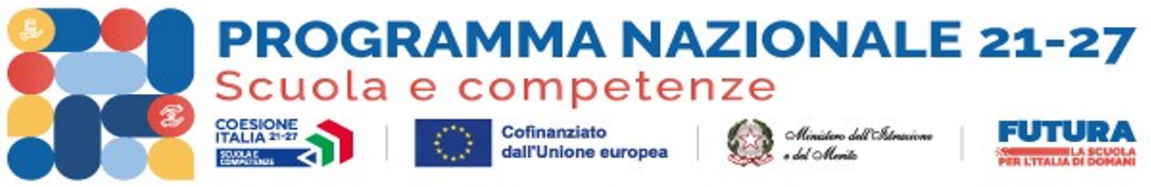 PROGRAMMA NAZIONALE 21-27
Scuola e competenze
COESIONE
ITALIA 21-27
SCUOLA E
COMPETENZE
Cofinanziato
dall'Unione europea
Ministero dell'Istruzione
e del Merito
FUTURA
LA SCUOLA
PER L'ITALIA DI DOMANI